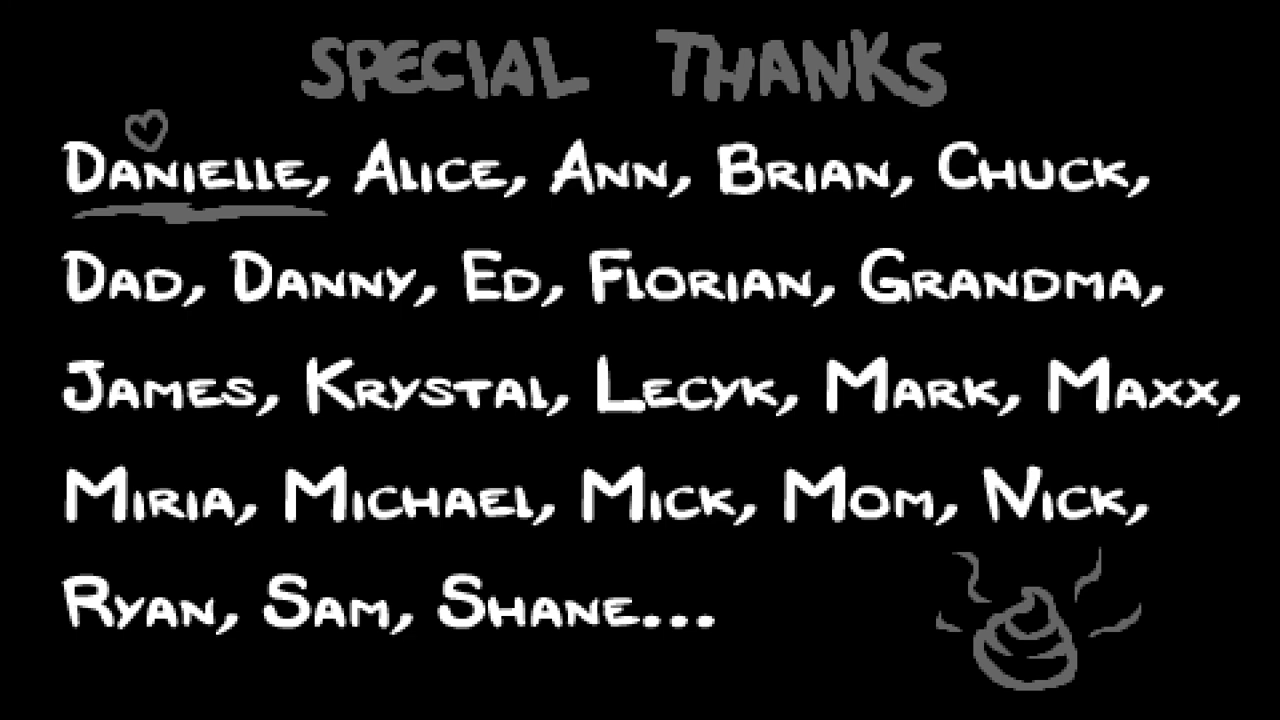 SPECIAL THANKS
DANIELLE, ALICE, ANN, BRIAN, CHUCK,
DAD, DANNY, ED, FLORIAN, GRANDMA,
JAMES, KRYSTAL, LECYK, MARK, MAXX,
MIRIA, MICHAEL, MICK, MOM, NICK,
RYAN, SAM, SHANE...